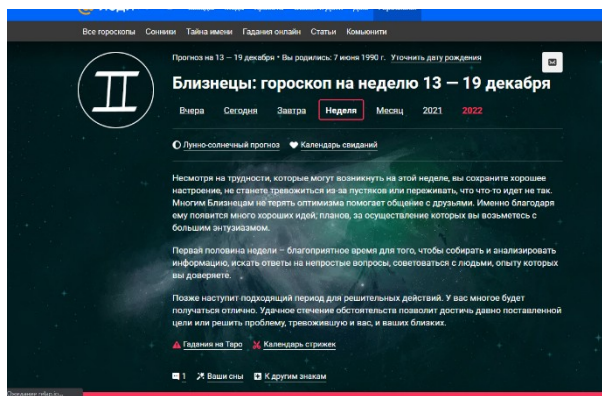 Все гороскопы Сонники Тайна имени Гадания онлайн Статьи Комьюнити
Прогноз на 13 — 19 декабря • Вы родились: 7 июня 1990 г. Уточнить дату рождения
Близнецы: гороскоп на неделю 13 — 19 декабря
Вчера Сегодня Завтра Неделя Месяц 2021 2022
Лунно-солнечный прогноз Календарь свиданий
Несмотря на трудности, которые могут возникнуть на этой неделе, вы сохраните хорошее
настроение, не станете тревожиться из-за пустяков или переживать, что что-то идет не так.
Многим Близнецам не терять оптимизма помогает общение с друзьями. Именно благодаря
ему появится много хороших идей, планов, за осуществление которых вы возьметесь с
большим энтузиазмом.
Первая половина недели – благоприятное время для того, чтобы собирать и анализировать
информацию, искать ответы на непростые вопросы, советоваться с людьми, опыту которых
вы доверяете.
Позже наступит подходящий период для решительных действий. У вас многое будет
получаться отлично. Удачное стечение обстоятельств позволит достичь давно поставленной
цели или решить проблему, тревожившую и вас, и ваших близких.
Гадания на Таро Календарь стрижек
1 Ваши сны К другим знакам